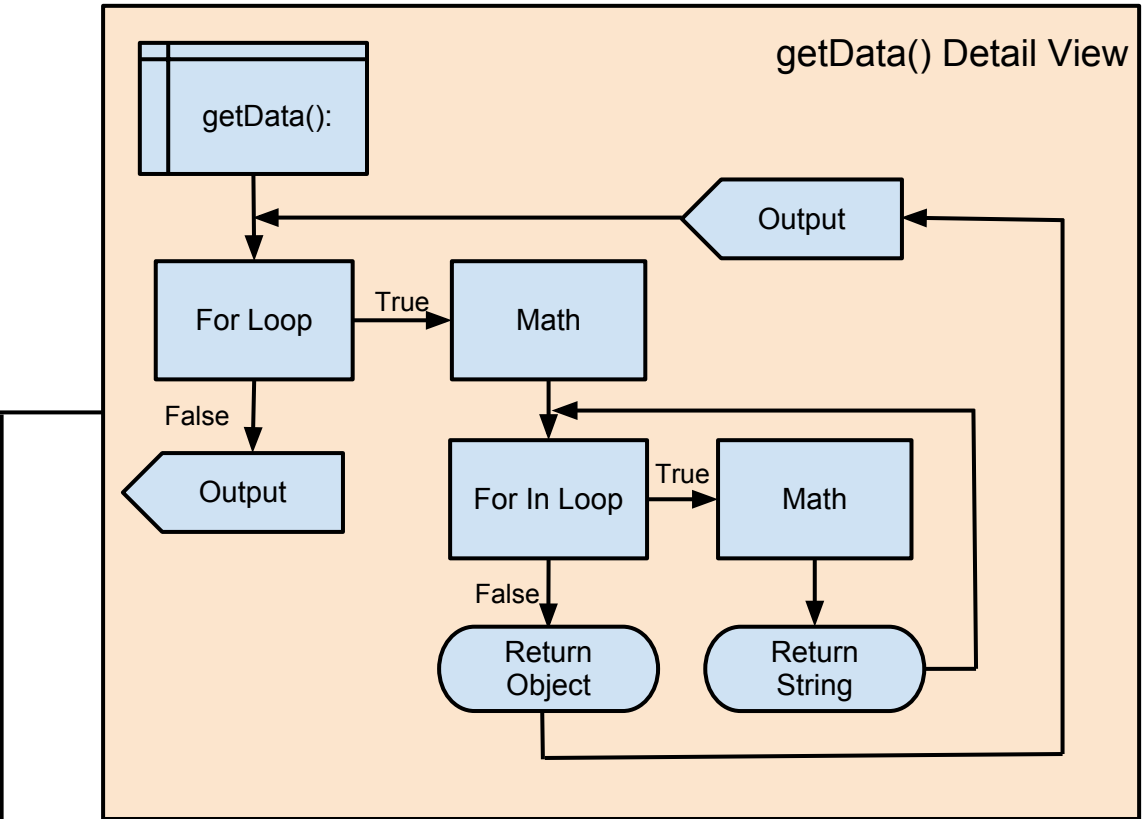 getData() Detail View
getData():
Output
For Loop
True
Math
False
Output
For In Loop
True
Math
False
Return
Object
Return
String